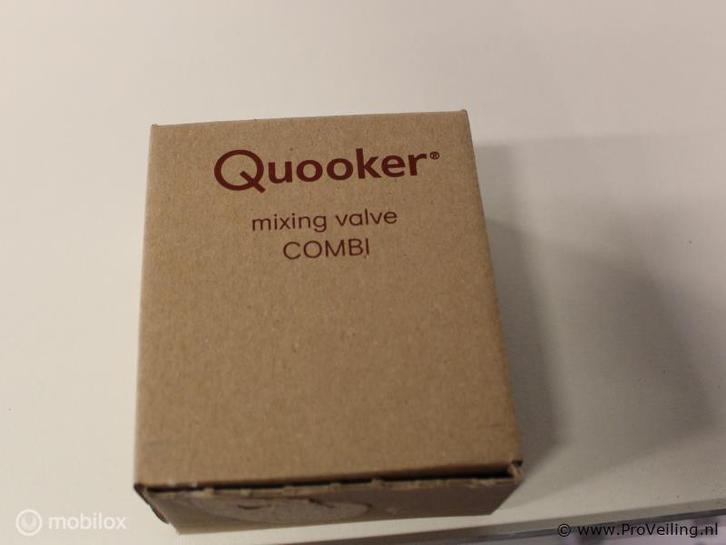 Quooker®
mixing valve
COMBI
mobilox
© www.ProVeiling.nl